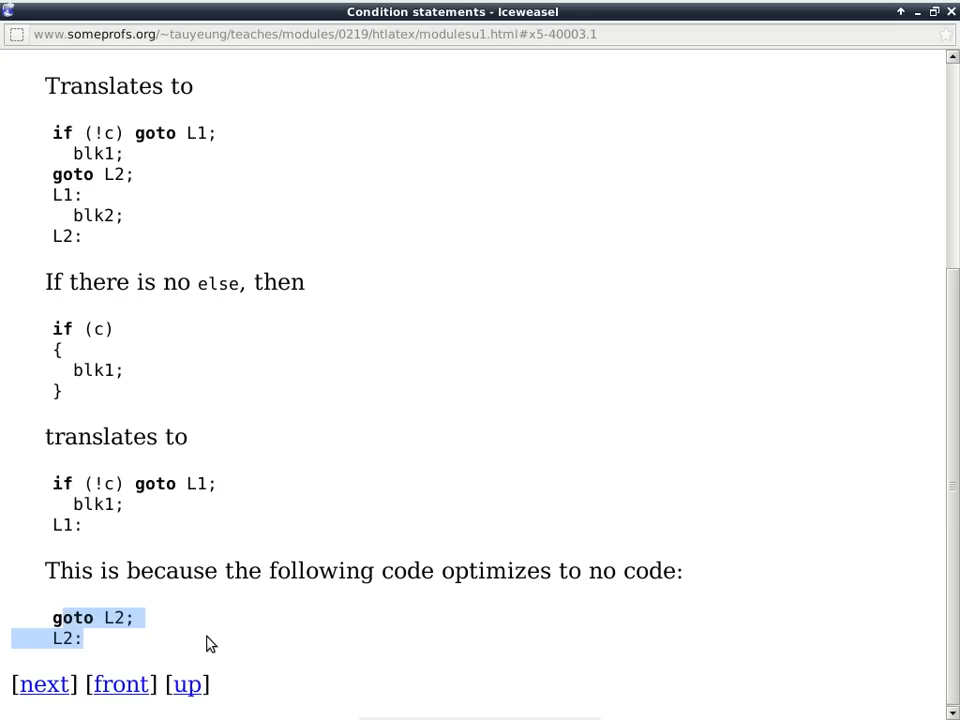 Condition statements - Iceweasel
www.someprofs.org/~tauyeung/teaches/modules/0219/htlatex/modulesu1.html#x5-40003.1
Translates to
if (!c) goto L1;
  blk1;
goto L2;
L1:
  blk2;
L2:
If there is no else, then
if (c)
{
  blk1;
}
translates to
if (!c) goto L1;
  blk1;
L1:
This is because the following code optimizes to no code:
goto L2;
L2:
[next] [front] [up]